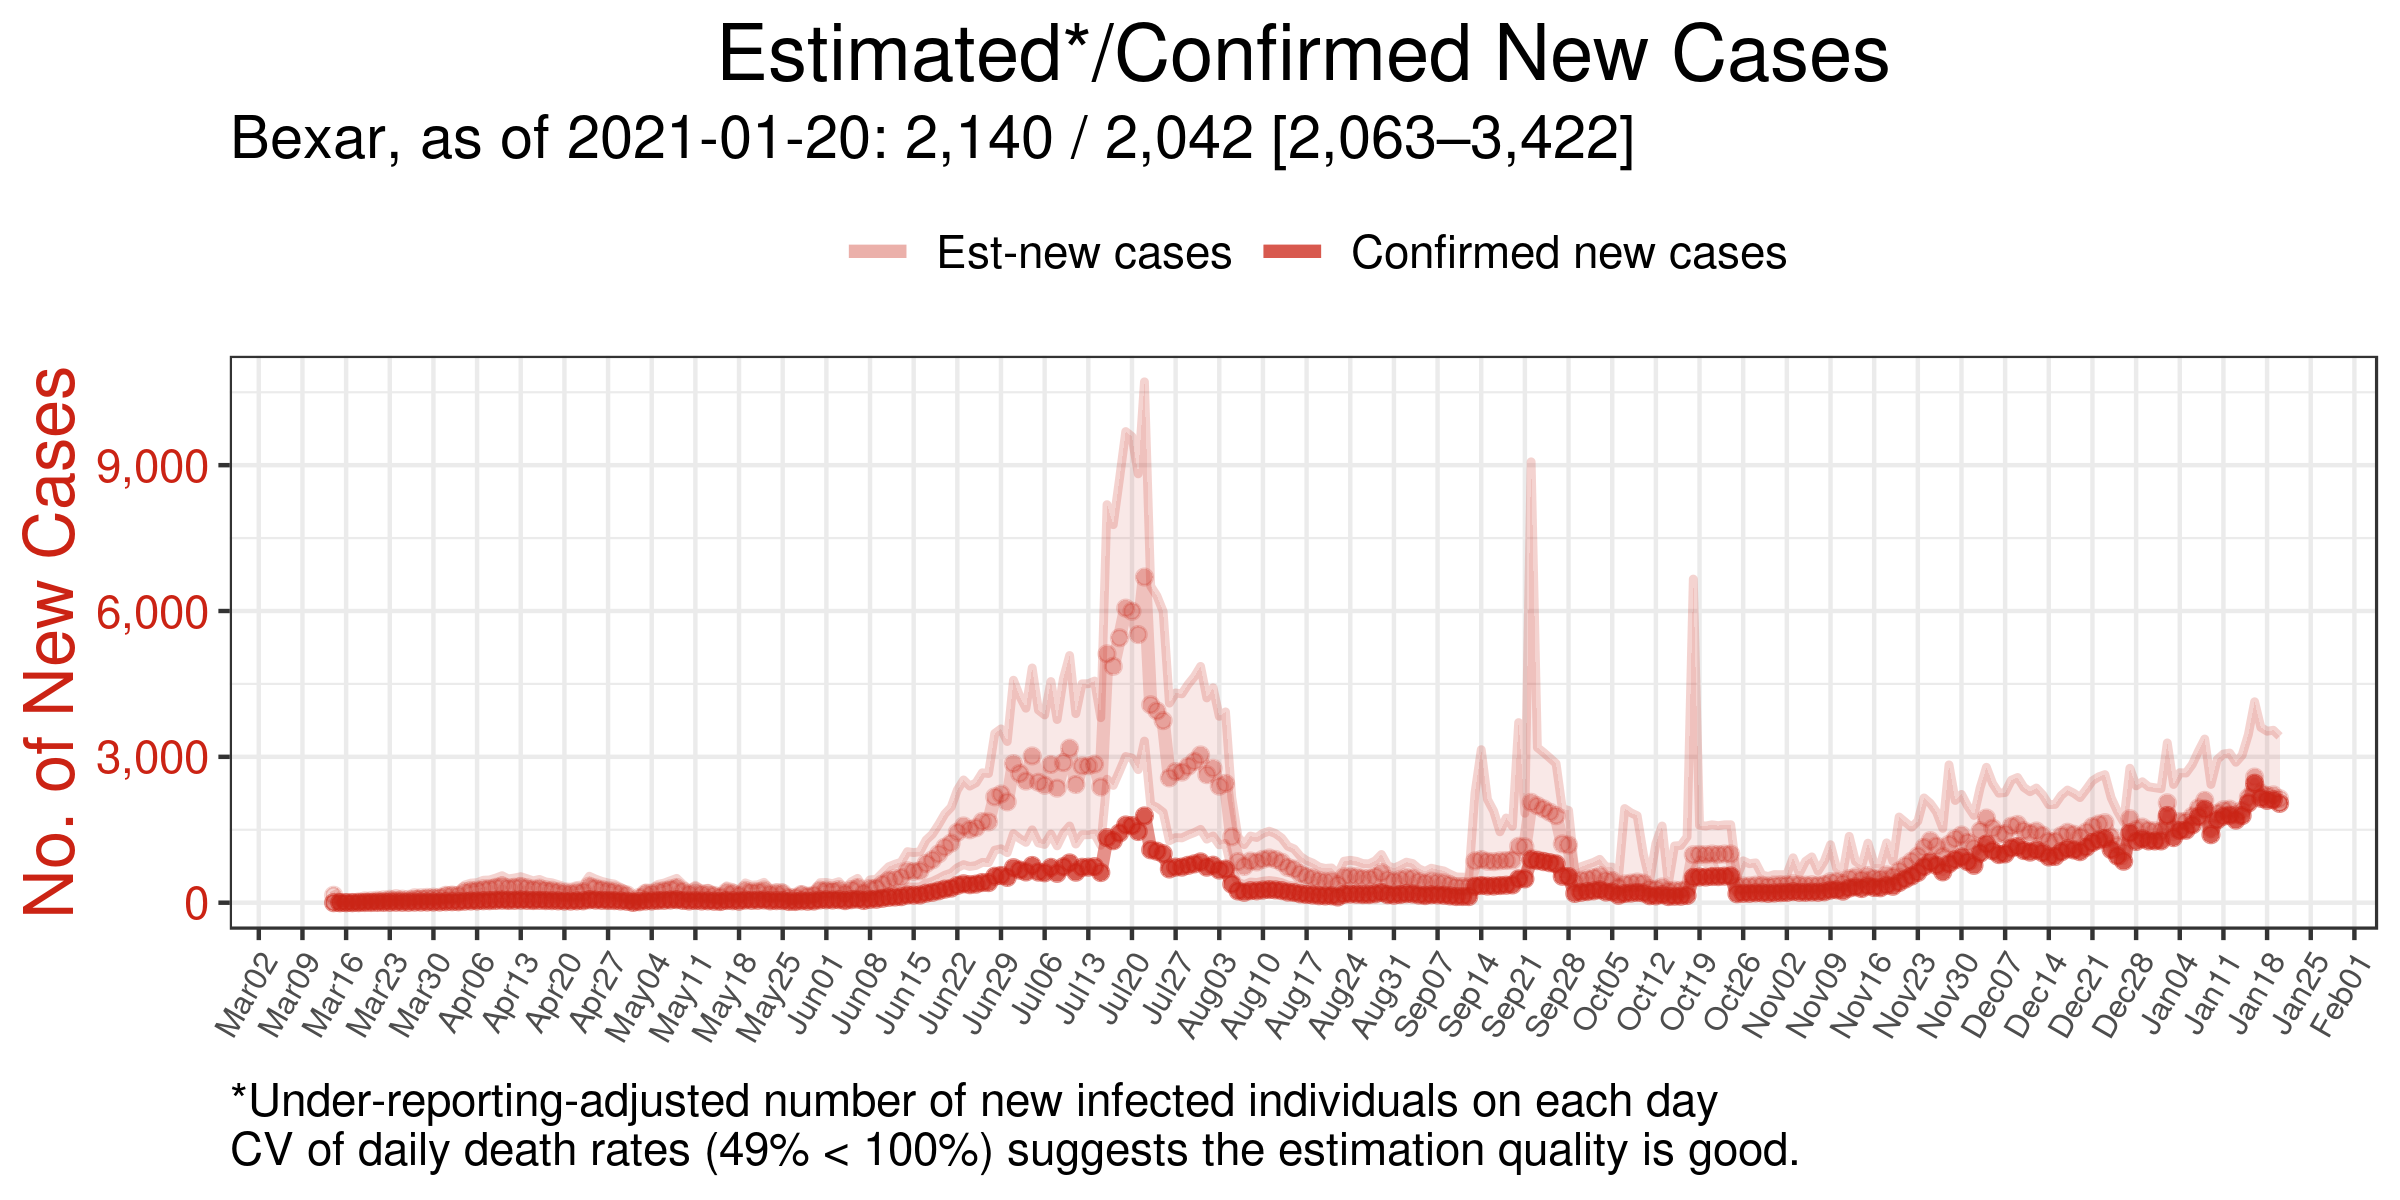 Estimated*/Confirmed New Cases
Bexar, as of 2021-01-20: 2,140 / 2,042 [2,063–3,422]
Est-new cases Confirmed new cases
No. of New Cases
9,000
6,000
3,000
0
Mar02 Mar09 Mar16 Mar23 Mar30 Apr06 Apr13 Apr20 Apr27 May04 May11 May18 May25 Jun01 Jun08 Jun15 Jun22 Jun29 Jul06 Jul13 Jul20 Jul27 Aug03 Aug10 Aug17 Aug24 Aug31 Sep07 Sep14 Sep21 Sep28 Oct05 Oct12 Oct19 Oct26 Nov02 Nov09 Nov16 Nov23 Nov30 Dec07 Dec14 Dec21 Dec28 Jan04 Jan11 Jan18 Jan25 Feb01
*Under-reporting-adjusted number of new infected individuals on each day
CV of daily death rates (49% < 100%) suggests the estimation quality is good.